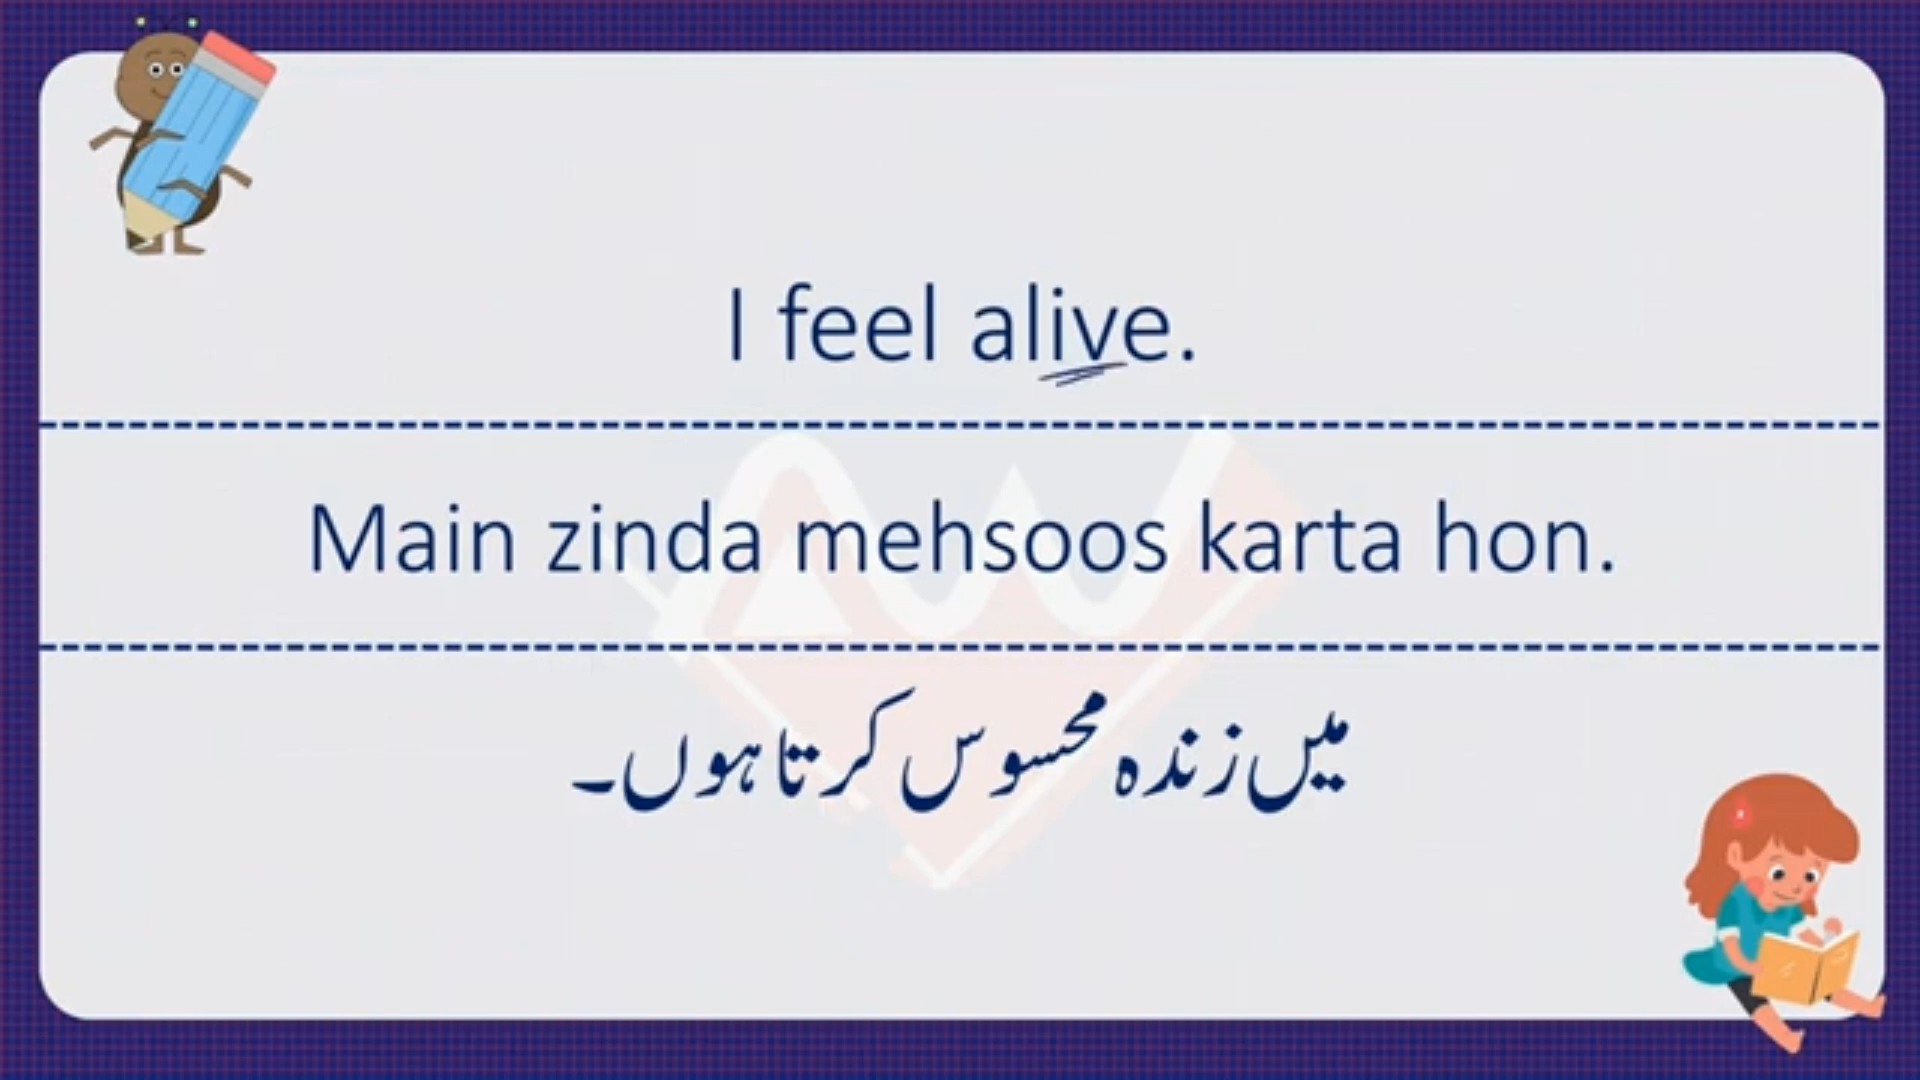 I feel alive.
Main zinda mehsoos karta hon.
میں زندہ محسوس کرتا ہوں۔